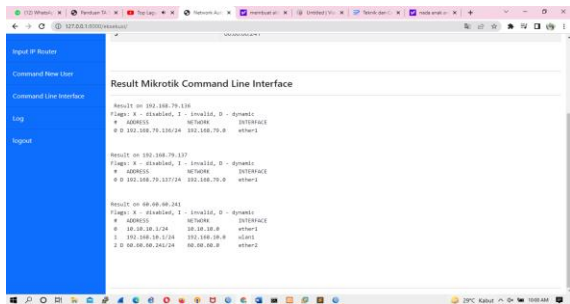 127.0.0.1:8000/eksekusi/
Input IP Router
Command New User
Command Line Interface
Log
logout
Result Mikrotik Command Line Interface
Result on 192.168.79.136
Flags: X - disabled, I - invalid, D - dynamic
# ADDRESS NETWORK INTERFACE
0 D 192.168.79.136/24 192.168.79.0 ether1
Result on 192.168.79.137
Flags: X - disabled, I - invalid, D - dynamic
# ADDRESS NETWORK INTERFACE
0 D 192.168.79.137/24 192.168.79.0 ether1
Result on 60.60.60.241
Flags: X - disabled, I - invalid, D - dynamic
# ADDRESS NETWORK INTERFACE
0 10.10.10.1/24 10.10.10.0 ether1
1 192.168.10.1/24 192.168.10.0 wlan1
2 D 60.60.60.241/24 60.60.60.0 ether2
29°C Kabut